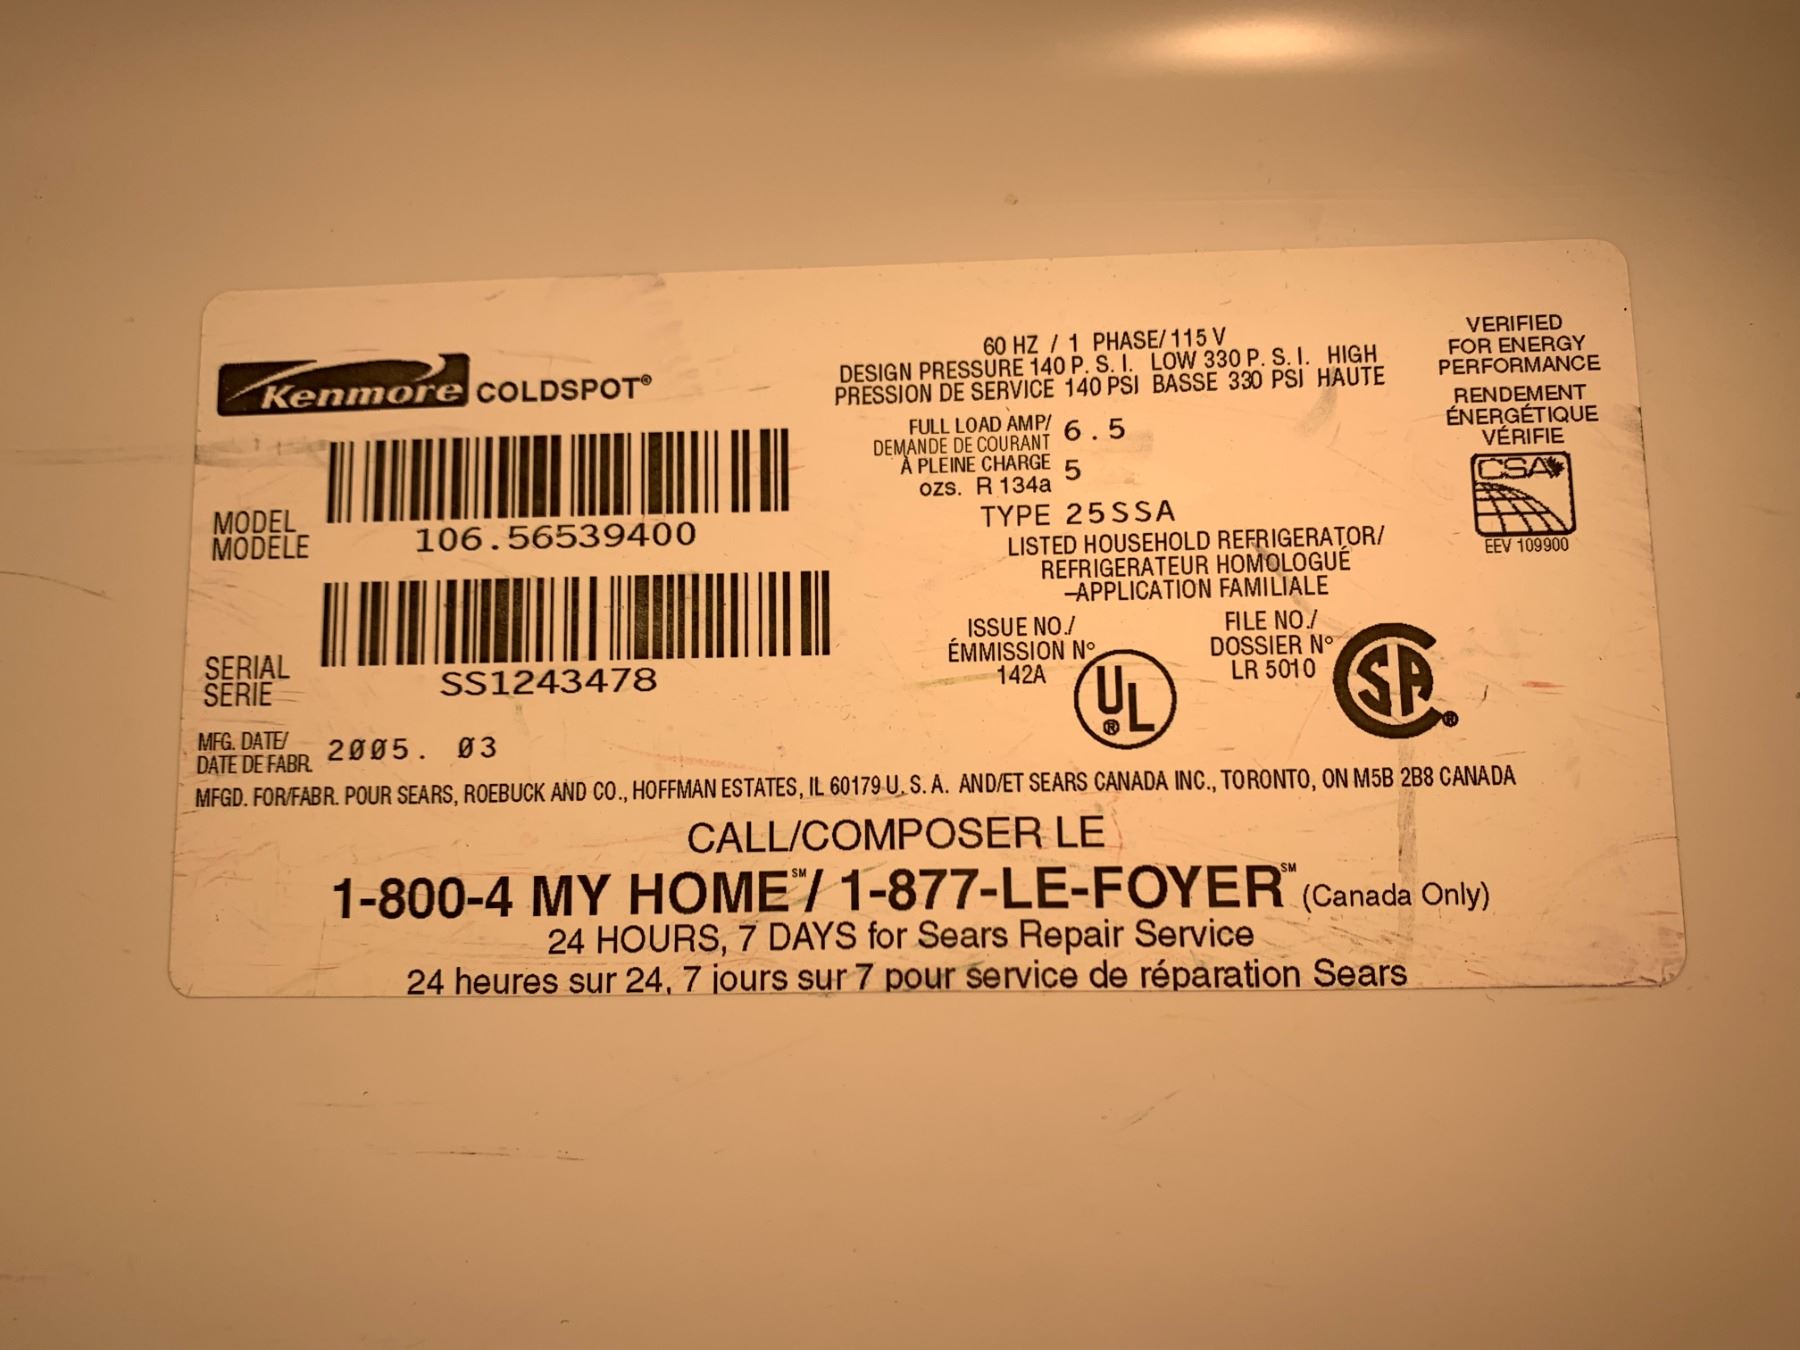 Kenmore COLDSPOT®
MODEL
MODELE
106.56539400
SERIAL
SERIE
SS1243478
MFG. DATE/
DATE DE FABR.
2005. 03
60 HZ / 1 PHASE/ 115 V
DESIGN PRESSURE 140 P. S. I. LOW 330 P. S. I. HIGH
PRESSION DE SERVICE 140 PSI BASSE 330 PSI HAUTE
FULL LOAD AMP/ 6.5
DEMANDE DE COURANT
À PLEINE CHARGE
OZS. R 134a 5
TYPE 25SSA
LISTED HOUSEHOLD REFRIGERATOR/
REFRIGERATEUR HOMOLOGUÉ
–APPLICATION FAMILIALE
ISSUE NO./
ÉMMISSION Nº
142A
UL®
FILE NO./
DOSSIER Nº
LR 5010
CSA®
VERIFIED
FOR ENERGY
PERFORMANCE
RENDEMENT
ÉNERGÉTIQUE
VÉRIFIE
CSA
EEV 109900
MFGD. FOR/FABR. POUR SEARS, ROEBUCK AND CO., HOFFMAN ESTATES, IL 60179 U. S. A. AND/ET SEARS CANADA INC., TORONTO, ON M5B 2B8 CANADA
CALL/COMPOSER LE
1-800-4 MY HOME℠/ 1-877-LE-FOYER℠ (Canada Only)
24 HOURS, 7 DAYS for Sears Repair Service
24 heures sur 24, 7 jours sur 7 pour service de réparation Sears